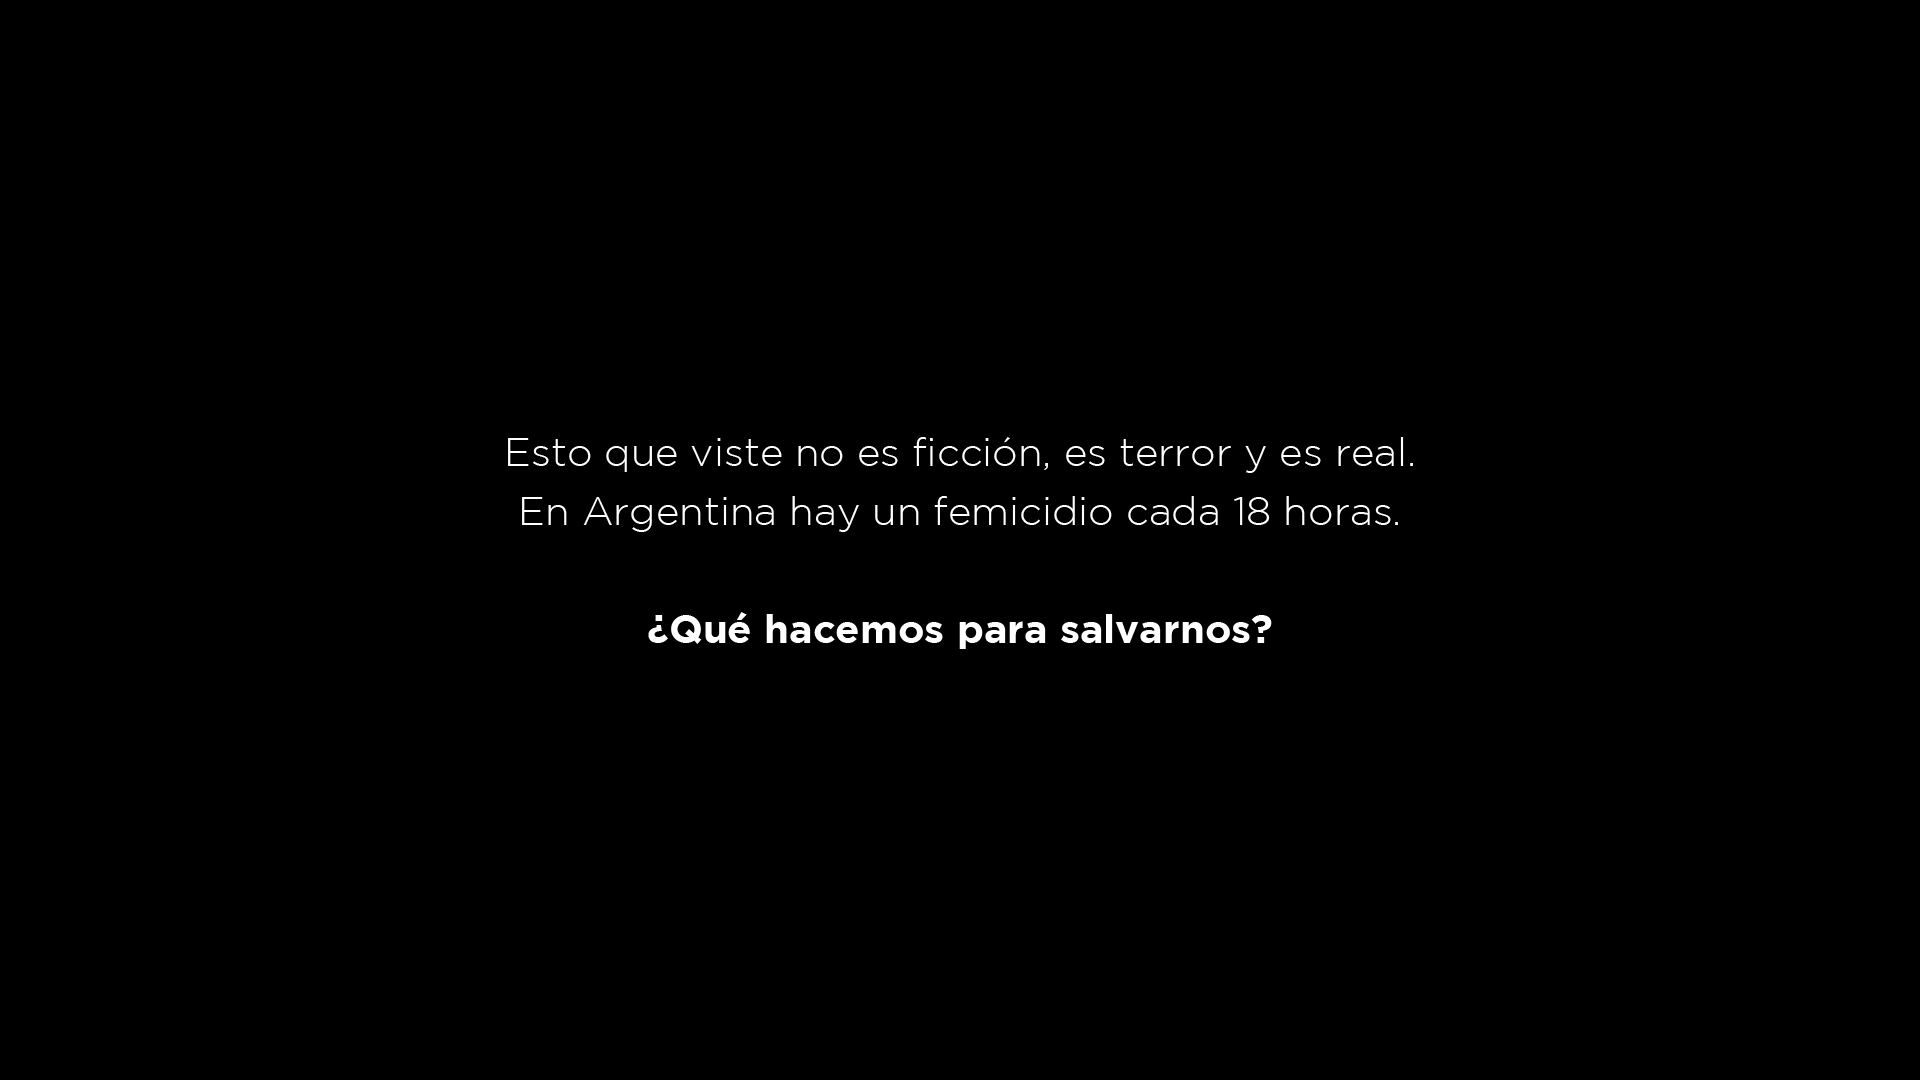 Esto que viste no es ficción, es terror y es real.
En Argentina hay un femicidio cada 18 horas.
¿Qué hacemos para salvarnos?